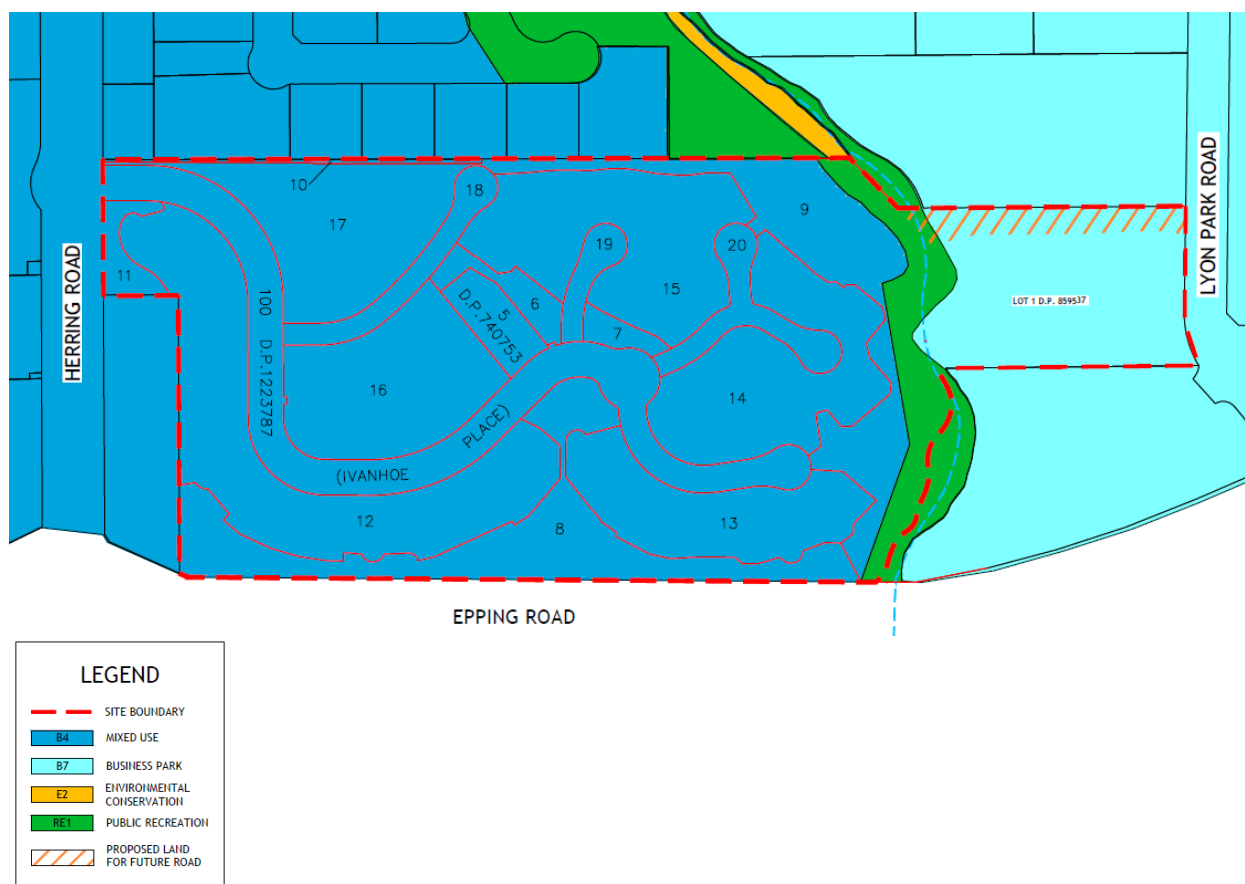 10
18
17
9
19
20
HERRING ROAD
11
100 D.P.1223787
6
15
5
D.P.740753
7
LOT 1 D.P. 859537
LYON PARK ROAD
16
14
(IVANHOE PLACE)
12
8
13
EPPING ROAD
LEGEND
SITE BOUNDARY
B4 MIXED USE
B7 BUSINESS PARK
E2 ENVIRONMENTAL
CONSERVATION
RE1 PUBLIC RECREATION
PROPOSED LAND
FOR FUTURE ROAD